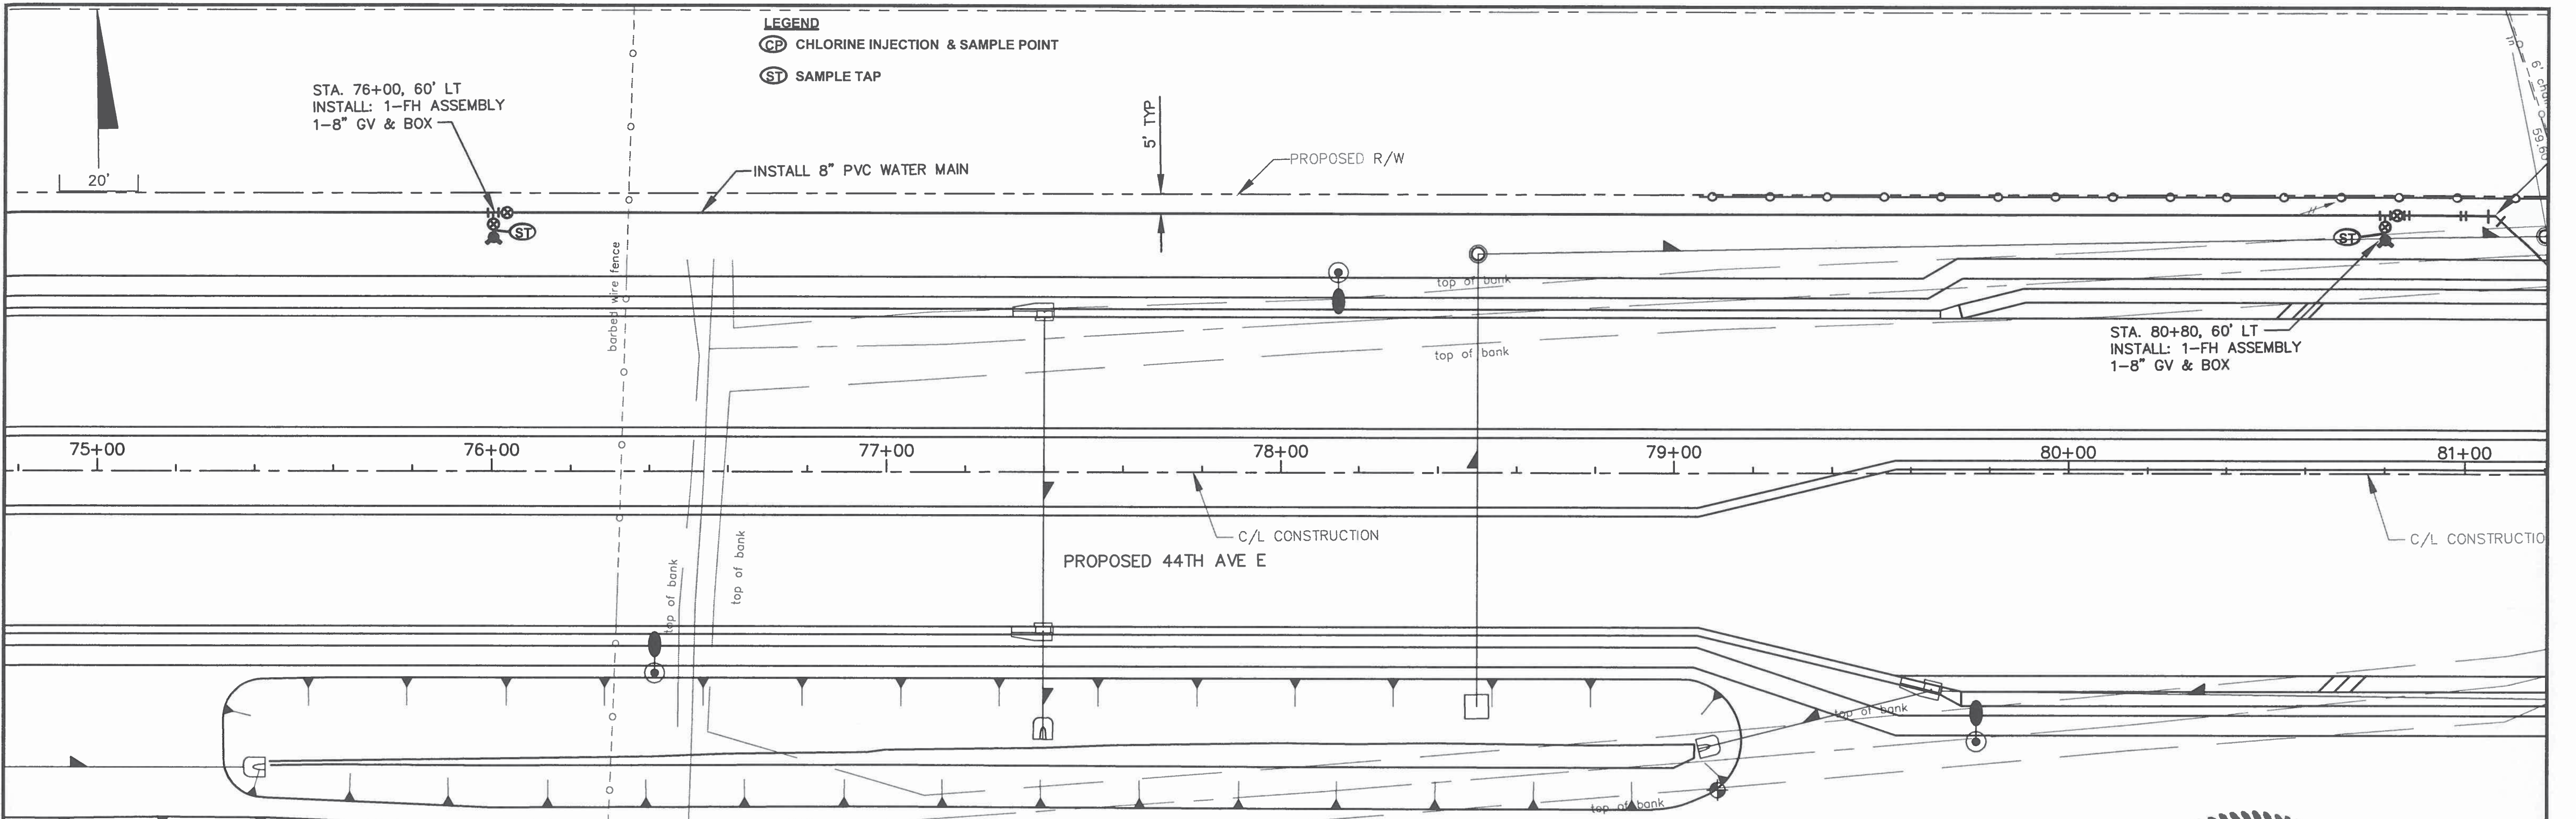 LEGEND
CP CHLORINE INJECTION & SAMPLE POINT
ST SAMPLE TAP
STA. 76+00, 60' LT
INSTALL: 1-FH ASSEMBLY
1-8" GV & BOX
20'
INSTALL 8" PVC WATER MAIN
5' TYP
PROPOSED R/W
6'
59.60
ST
ST
barbed wire fence
top of bank
top of bank
STA. 80+80, 60' LT
INSTALL: 1-FH ASSEMBLY
1-8" GV & BOX
75+00
76+00
77+00
78+00
79+00
80+00
81+00
C/L CONSTRUCTION
C/L CONSTRUCTIO
PROPOSED 44TH AVE E
top of bank
top of bank
top of bank
top of bank